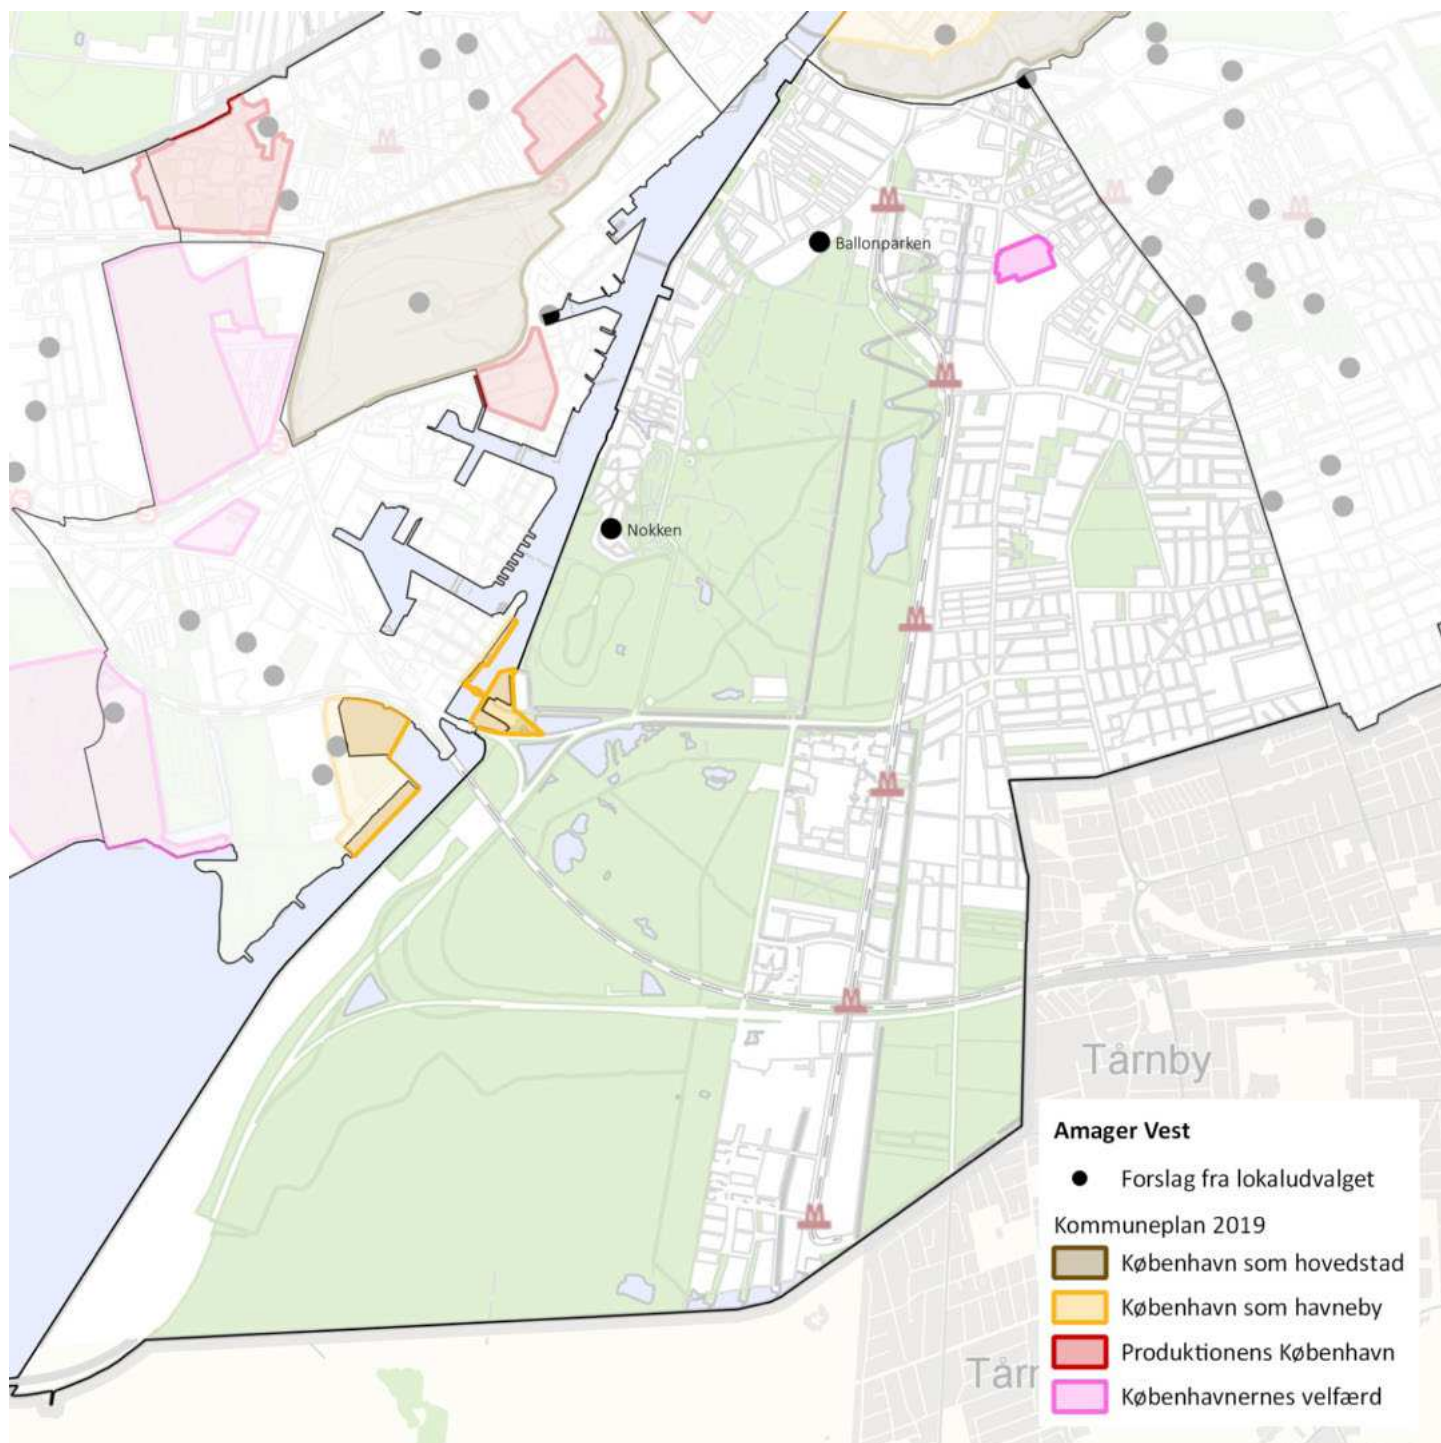 Ballonparken
Nokken
Tårnby
Tårr
Amager Vest
Forslag fra lokaludvalget
Kommuneplan 2019
København som hovedstad
København som havneby
Produktionens København
Københavnernes velfærd
M
M
M
M
M
M
M